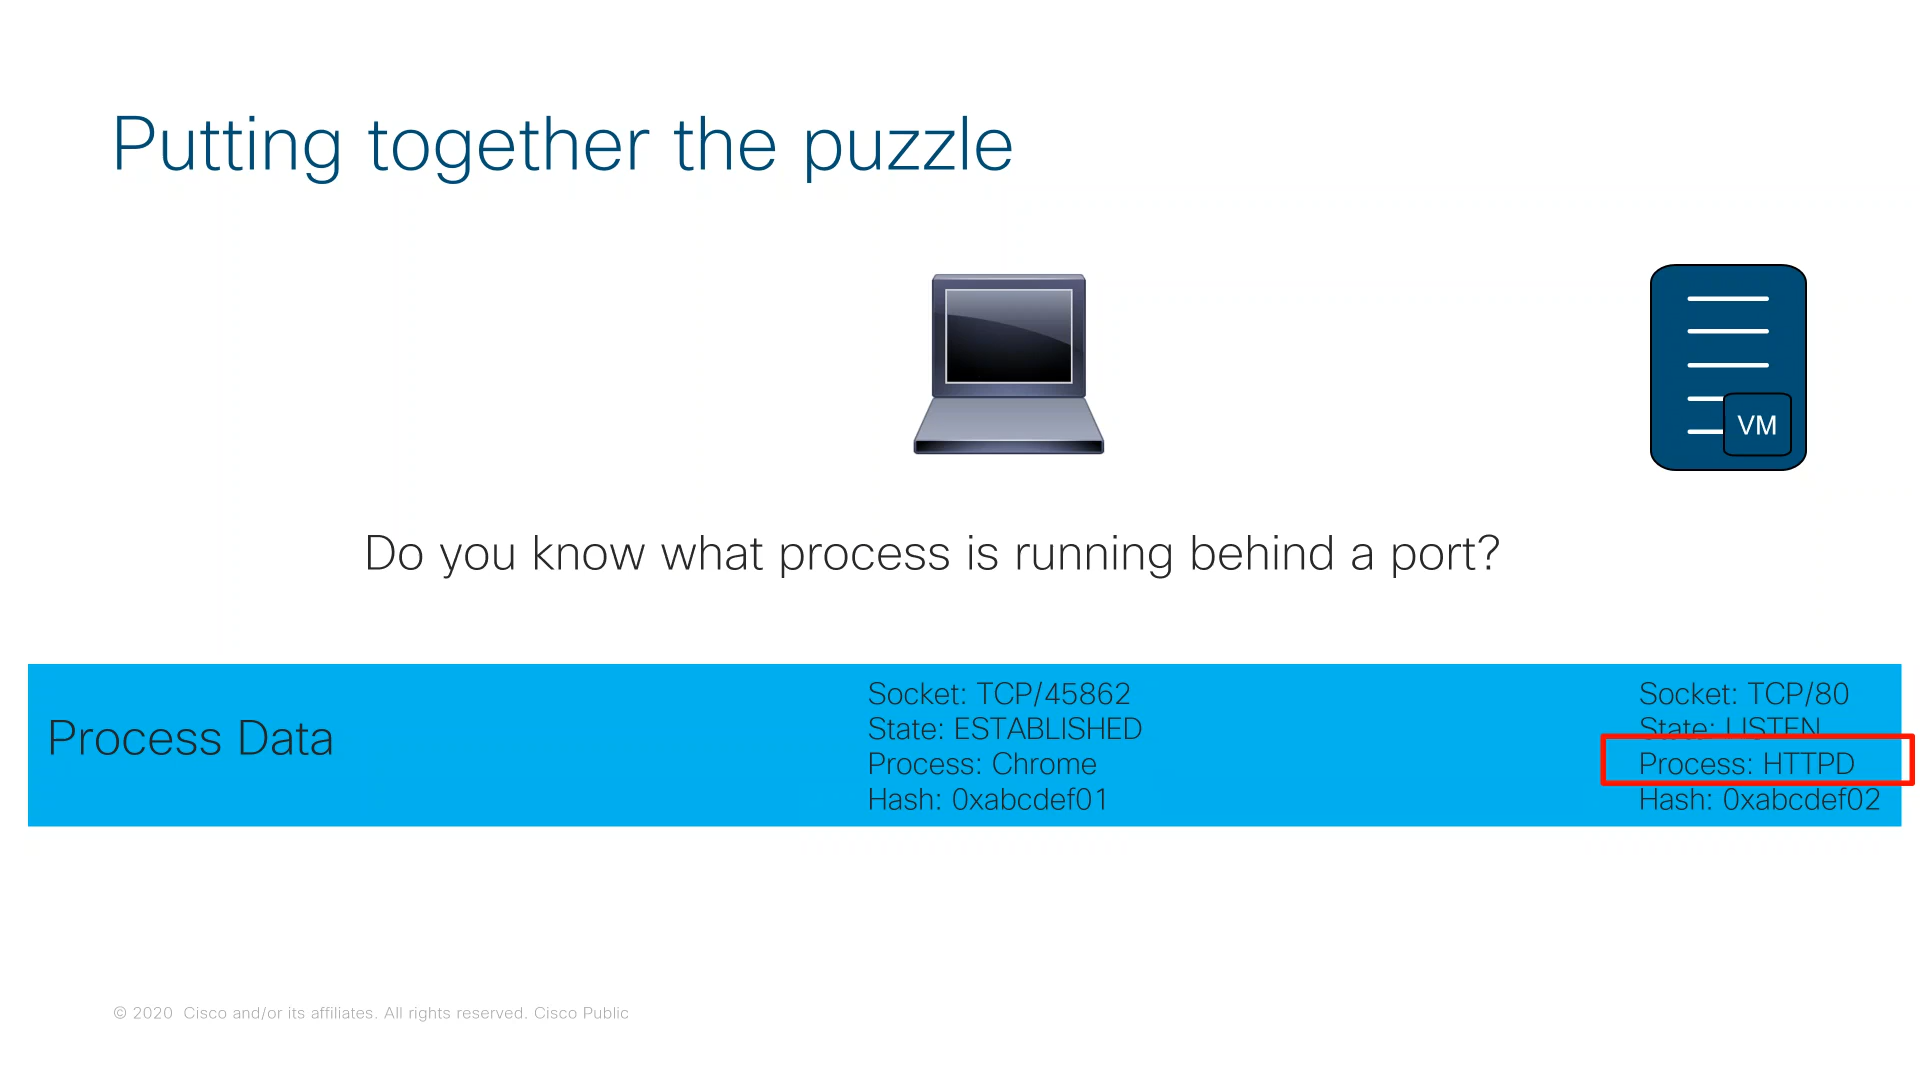 Putting together the puzzle
VM
Do you know what process is running behind a port?
Process Data
Socket: TCP/45862
State: ESTABLISHED
Process: Chrome
Hash: 0xabcdef01
Socket: TCP/80
State: LISTEN
Process: HTTPD
Hash: 0xabcdef02
© 2020 Cisco and/or its affiliates. All rights reserved. Cisco Public